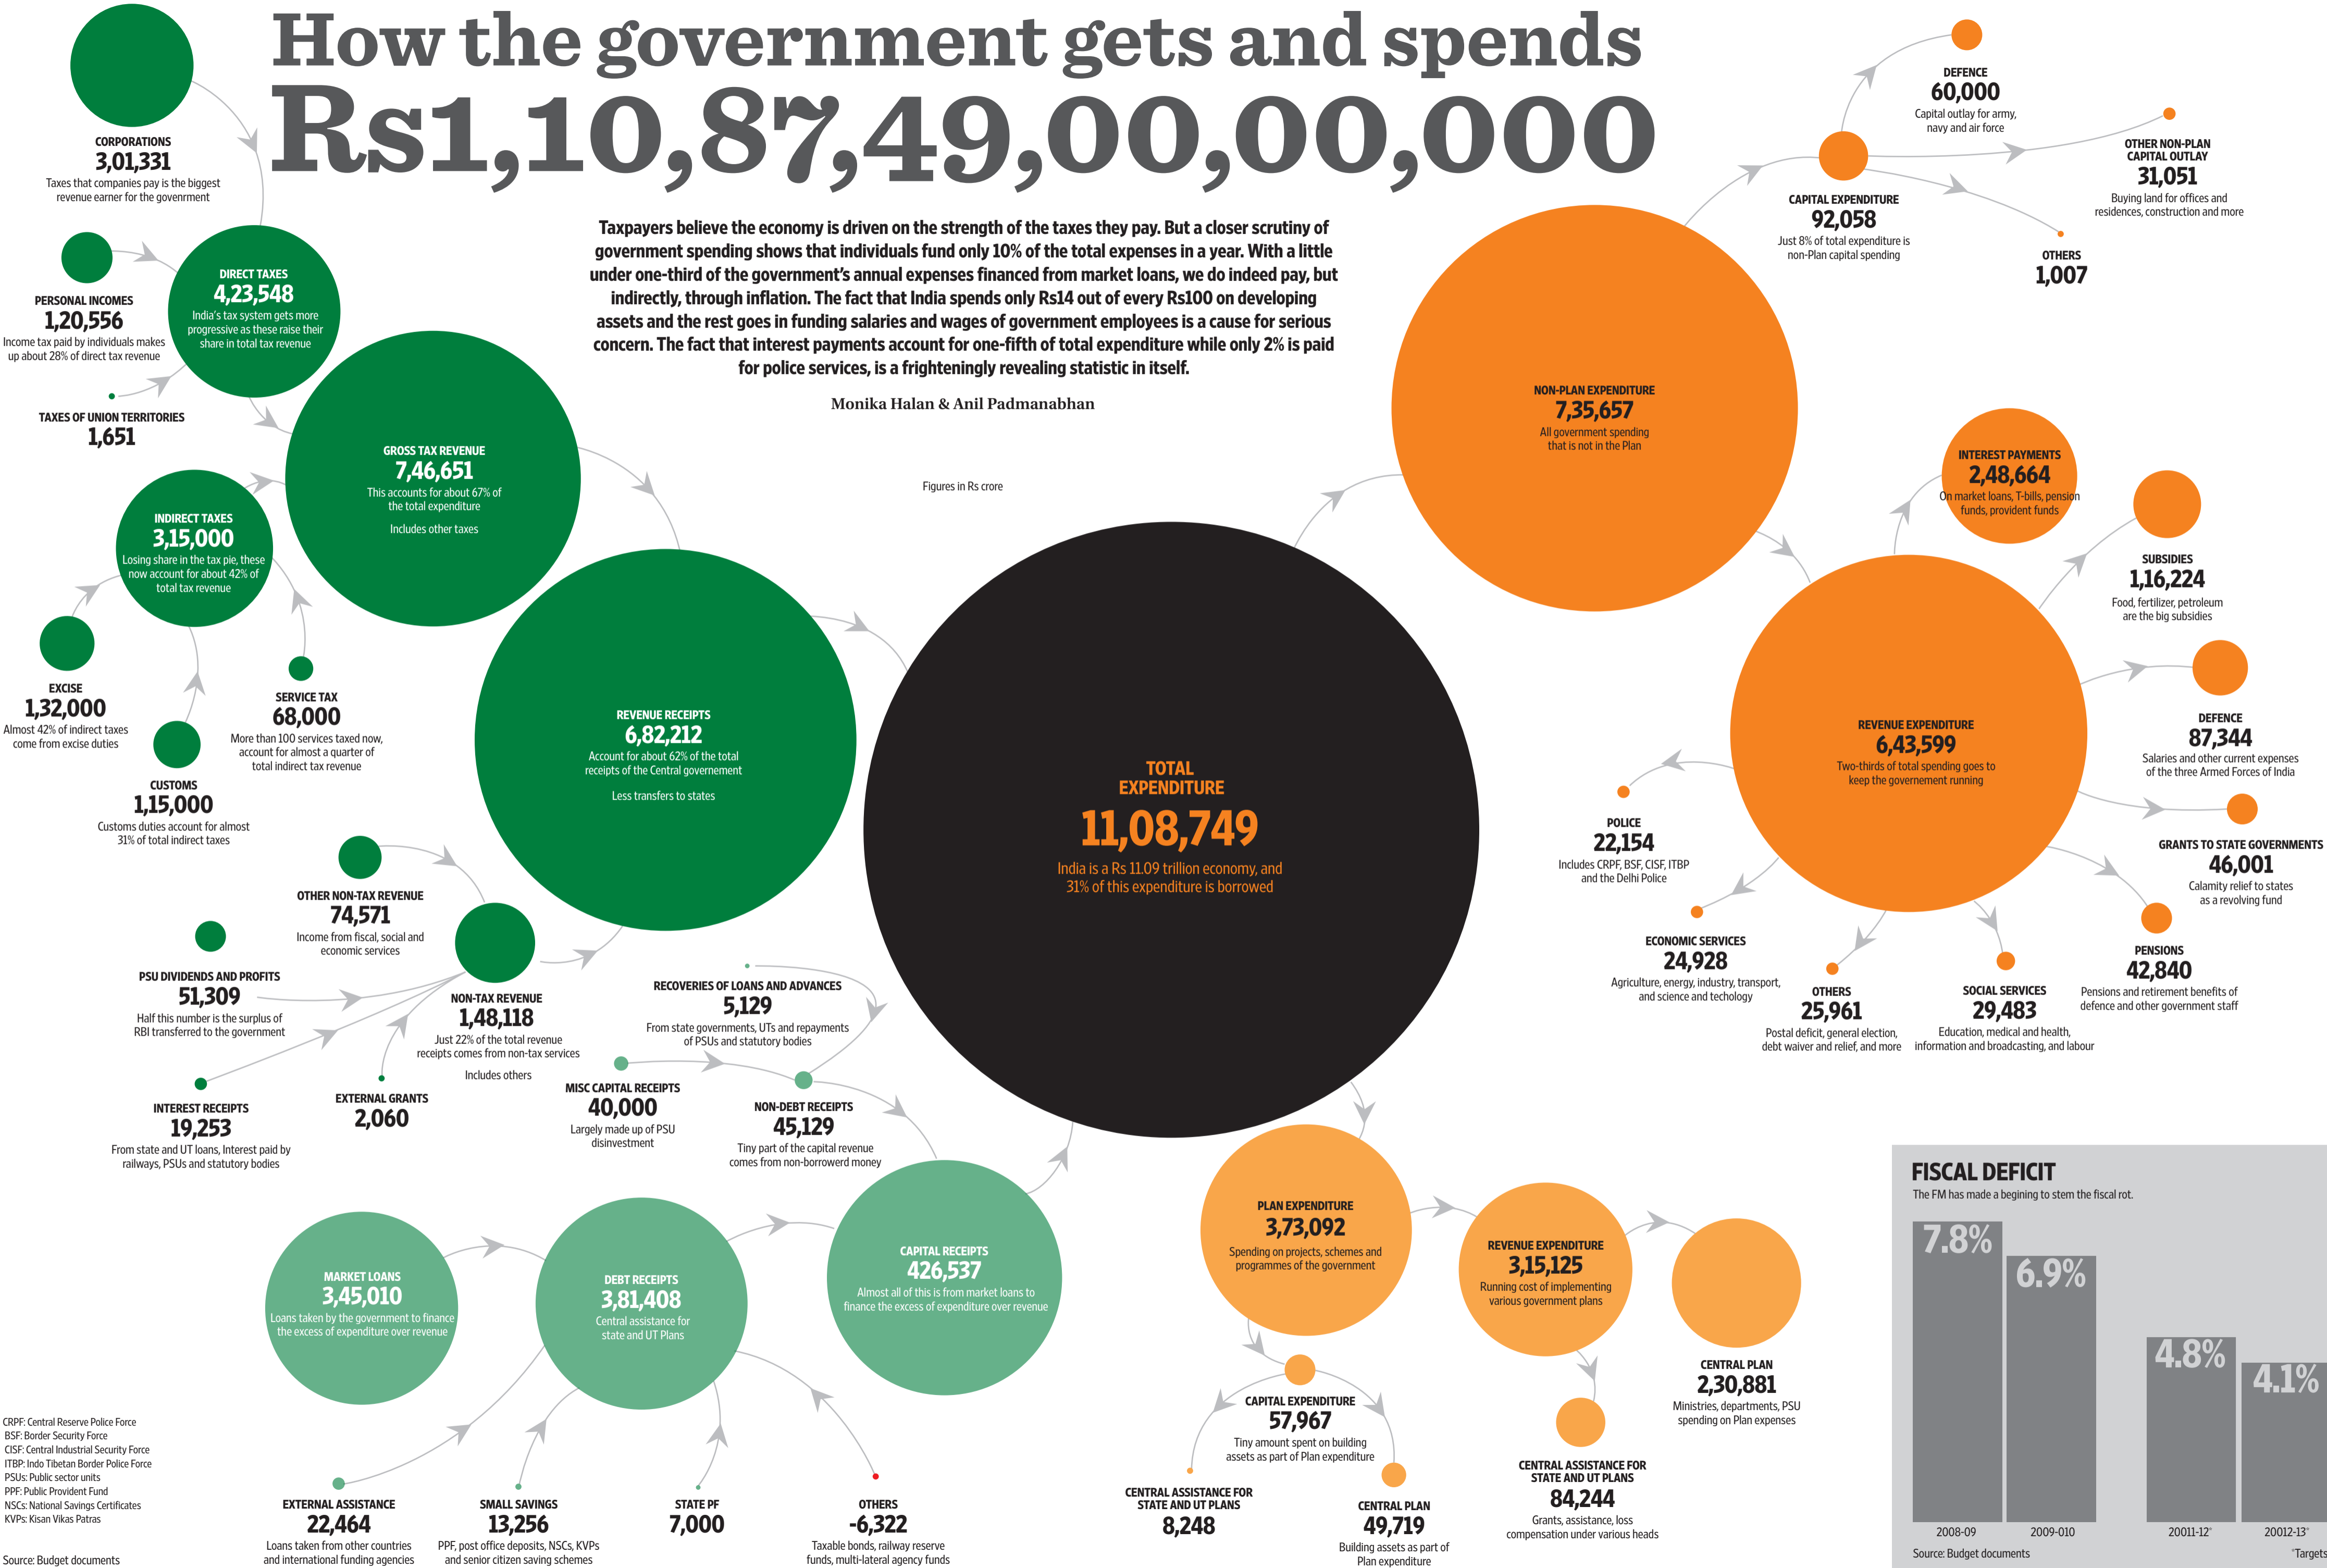 How the government gets and spends
Rs1,10,87,49,00,00,000
Taxpayers believe the economy is driven on the strength of the taxes they pay. But a closer scrutiny of
government spending shows that individuals fund only 10% of the total expenses in a year. With a little
under one-third of the government's annual expenses financed from market loans, we do indeed pay, but
indirectly, through inflation. The fact that India spends only Rs14 out of every Rs100 on developing
assets and the rest goes in funding salaries and wages of government employees is a cause for serious
concern. The fact that interest payments account for one-fifth of total expenditure while only 2% is paid
for police services, is a frighteningly revealing statistic in itself.
Monika Halan & Anil Padmanabhan
Figures in Rs crore
CORPORATIONS
3,01,331
Taxes that companies pay is the biggest
revenue earner for the govenrment
PERSONAL INCOMES
1,20,556
Income tax paid by individuals makes
up about 28% of direct tax revenue
TAXES OF UNION TERRITORIES
1,651
DIRECT TAXES
4,23,548
India's tax system gets more
progressive as these raise their
share in total tax revenue
GROSS TAX REVENUE
7,46,651
This accounts for about 67% of
the total expenditure
Includes other taxes
INDIRECT TAXES
3,15,000
Losing share in the tax pie, these
now account for about 42% of
total tax revenue
EXCISE
1,32,000
Almost 42% of indirect taxes
come from excise duties
SERVICE TAX
68,000
More than 100 services taxed now,
account for almost a quarter of
total indirect tax revenue
CUSTOMS
1,15,000
Customs duties account for almost
31% of total indirect taxes
REVENUE RECEIPTS
6,82,212
Account for about 62% of the total
receipts of the Central governement
Less transfers to states
OTHER NON-TAX REVENUE
74,571
Income from fiscal, social and
economic services
PSU DIVIDENDS AND PROFITS
51,309
Half this number is the surplus of
RBI transferred to the government
NON-TAX REVENUE
1,48,118
Just 22% of the total revenue
receipts comes from non-tax services
Includes others
INTEREST RECEIPTS
19,253
From state and UT loans, Interest paid by
railways, PSUs and statutory bodies
EXTERNAL GRANTS
2,060
RECOVERIES OF LOANS AND ADVANCES
5,129
From state governments, UTs and repayments
of PSUs and statutory bodies
MISC CAPITAL RECEIPTS
40,000
Largely made up of PSU
disinvestment
NON-DEBT RECEIPTS
45,129
Tiny part of the capital revenue
comes from non-borrowerd money
CAPITAL RECEIPTS
426,537
Almost all of this is from market loans to
finance the excess of expenditure over revenue
MARKET LOANS
3,45,010
Loans taken by the government to finance
the excess of expenditure over revenue
DEBT RECEIPTS
3,81,408
Central assistance for
state and UT Plans
EXTERNAL ASSISTANCE
22,464
Loans taken from other countries
and international funding agencies
SMALL SAVINGS
13,256
PPF, post office deposits, NSCs, KVPs
and senior citizen saving schemes
STATE PF
7,000
OTHERS
-6,322
Taxable bonds, railway reserve
funds, multi-lateral agency funds
TOTAL
EXPENDITURE
11,08,749
India is a Rs 11.09 trillion economy, and
31% of this expenditure is borrowed
NON-PLAN EXPENDITURE
7,35,657
All government spending
that is not in the Plan
CAPITAL EXPENDITURE
92,058
Just 8% of total expenditure is
non-Plan capital spending
DEFENCE
60,000
Capital outlay for army,
navy and air force
OTHER NON-PLAN
CAPITAL OUTLAY
31,051
Buying land for offices and
residences, construction and more
OTHERS
1,007
INTEREST PAYMENTS
2,48,664
On market loans, T-bills, pension
funds, provident funds
SUBSIDIES
1,16,224
Food, fertilizer, petroleum
are the big subsidies
REVENUE EXPENDITURE
6,43,599
Two-thirds of total spending goes to
keep the governement running
DEFENCE
87,344
Salaries and other current expenses
of the three Armed Forces of India
GRANTS TO STATE GOVERNMENTS
46,001
Calamity relief to states
as a revolving fund
PENSIONS
42,840
Pensions and retirement benefits of
defence and other government staff
SOCIAL SERVICES
29,483
Education, medical and health,
information and broadcasting, and labour
OTHERS
25,961
Postal deficit, general election,
debt waiver and relief, and more
ECONOMIC SERVICES
24,928
Agriculture, energy, industry, transport,
and science and techology
POLICE
22,154
Includes CRPF, BSF, CISF, ITBP
and the Delhi Police
PLAN EXPENDITURE
3,73,092
Spending on projects, schemes and
programmes of the government
REVENUE EXPENDITURE
3,15,125
Running cost of implementing
various government plans
CENTRAL PLAN
2,30,881
Ministries, departments, PSU
spending on Plan expenses
CENTRAL ASSISTANCE FOR
STATE AND UT PLANS
84,244
Grants, assistance, loss
compensation under various heads
CAPITAL EXPENDITURE
57,967
Tiny amount spent on building
assets as part of Plan expenditure
CENTRAL ASSISTANCE FOR
STATE AND UT PLANS
8,248
CENTRAL PLAN
49,719
Building assets as part of
Plan expenditure
FISCAL DEFICIT
The FM has made a begining to stem the fiscal rot.
7.8%
6.9%
4.8%
4.1%
2008-09
2009-010
20011-12*
20012-13*
Source: Budget documents
*Targets
CRPF: Central Reserve Police Force
BSF: Border Security Force
CISF: Central Industrial Security Force
ITBP: Indo Tibetan Border Police Force
PSUs: Public sector units
PPF: Public Provident Fund
NSCs: National Savings Certificates
KVPs: Kisan Vikas Patras
Source: Budget documents